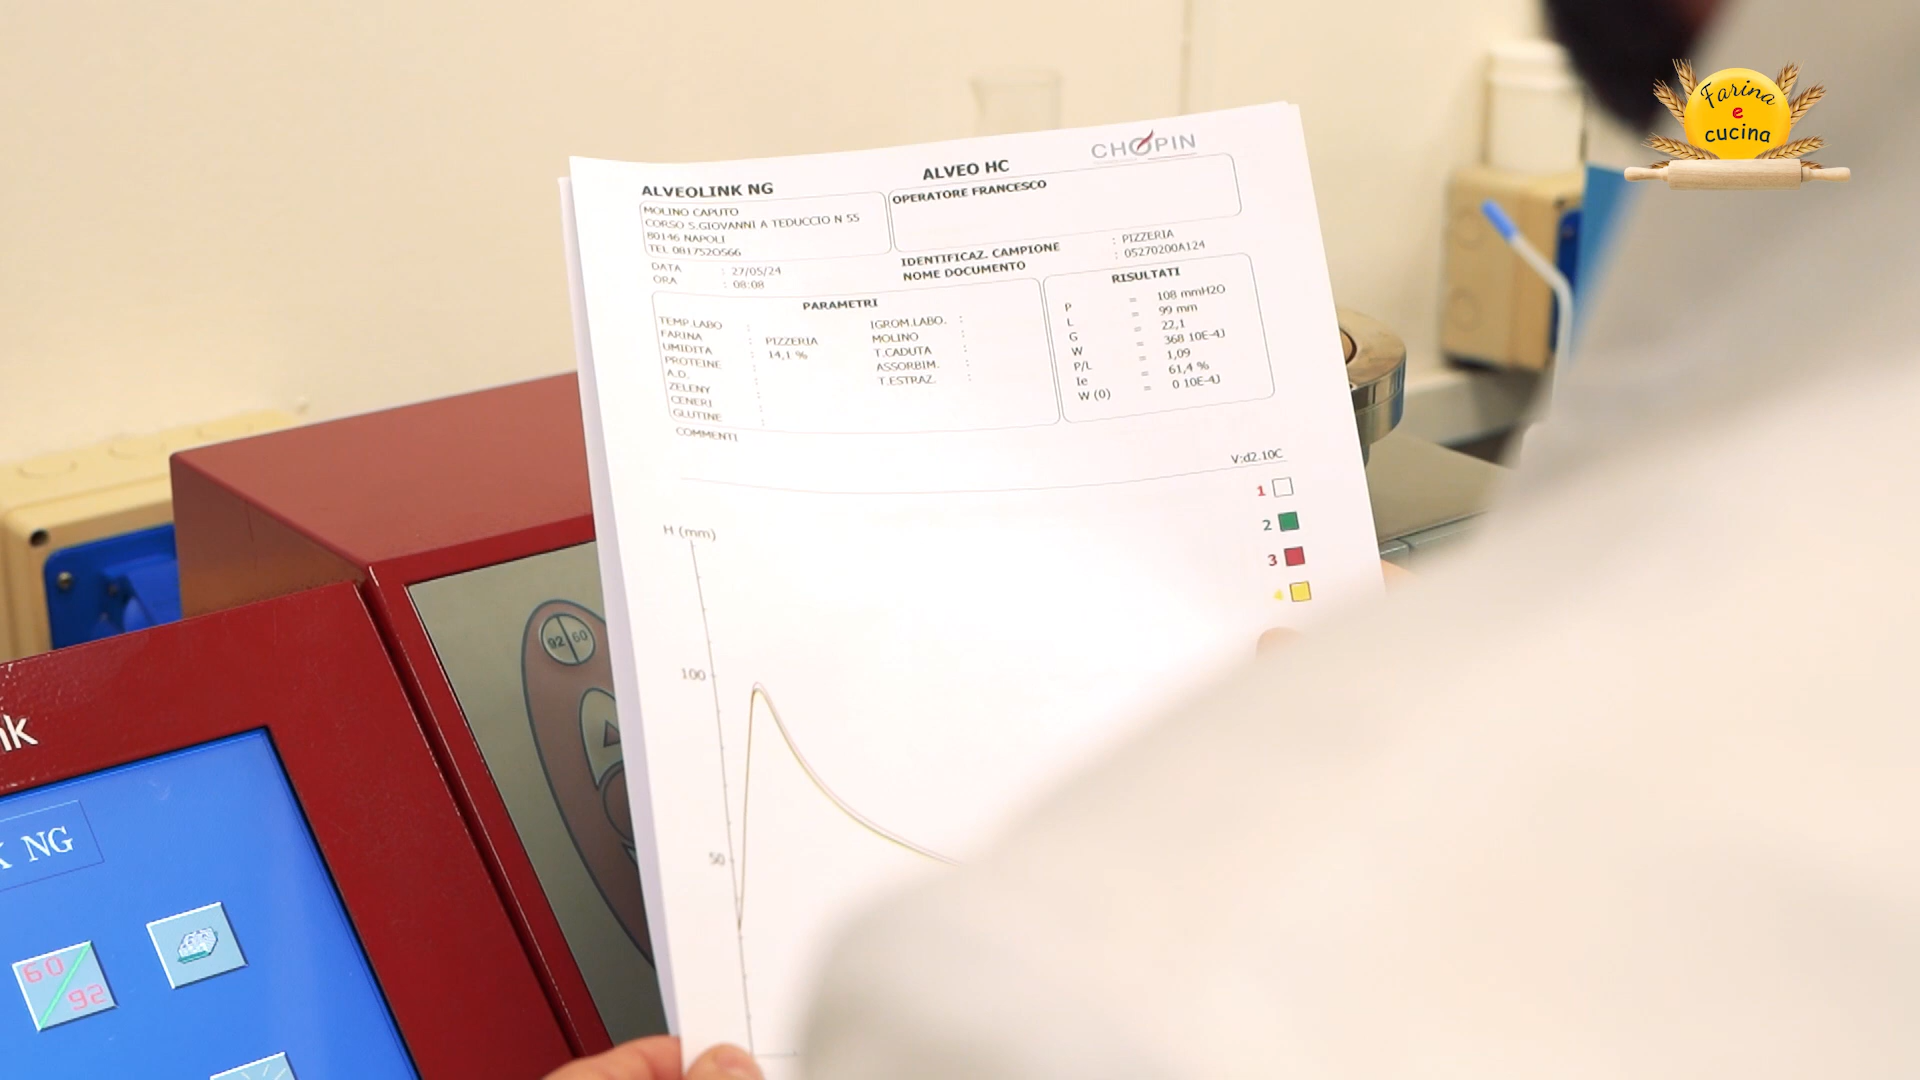 Farina
e
cucina
CHOPIN
ALVEOLINK NG
ALVEO HC
MOLINO CAPUTO
CORSO S.GIOVANNI A TEDUCCIO N 55
80146 NAPOLI
TEL 0817520566
OPERATORE FRANCESCO
DATA : 27/05/24
ORA : 08:08
IDENTIFICAZ. CAMPIONE : PIZZERIA
NOME DOCUMENTO : 05270200A124
PARAMETRI
TEMP.LABO :
FARINA : PIZZERIA
UMIDITA : 14,1 %
PROTEINE :
A.D. :
ZELENY :
CENERI :
GLUTINE :
IGROM.LABO. :
MOLINO :
T.CADUTA :
ASSORBIM. :
T.ESTRAZ. :
RISULTATI
P = 108 mmH2O
L = 99 mm
G = 22,1
W = 368 10E-4J
P/L = 1,09
Ie = 61,4 %
W (0) = 0 10E-4J
COMMENTI
V:d2.10C
1
2
3
4
H (mm)
100
50
92 60
nk
K NG
60
92